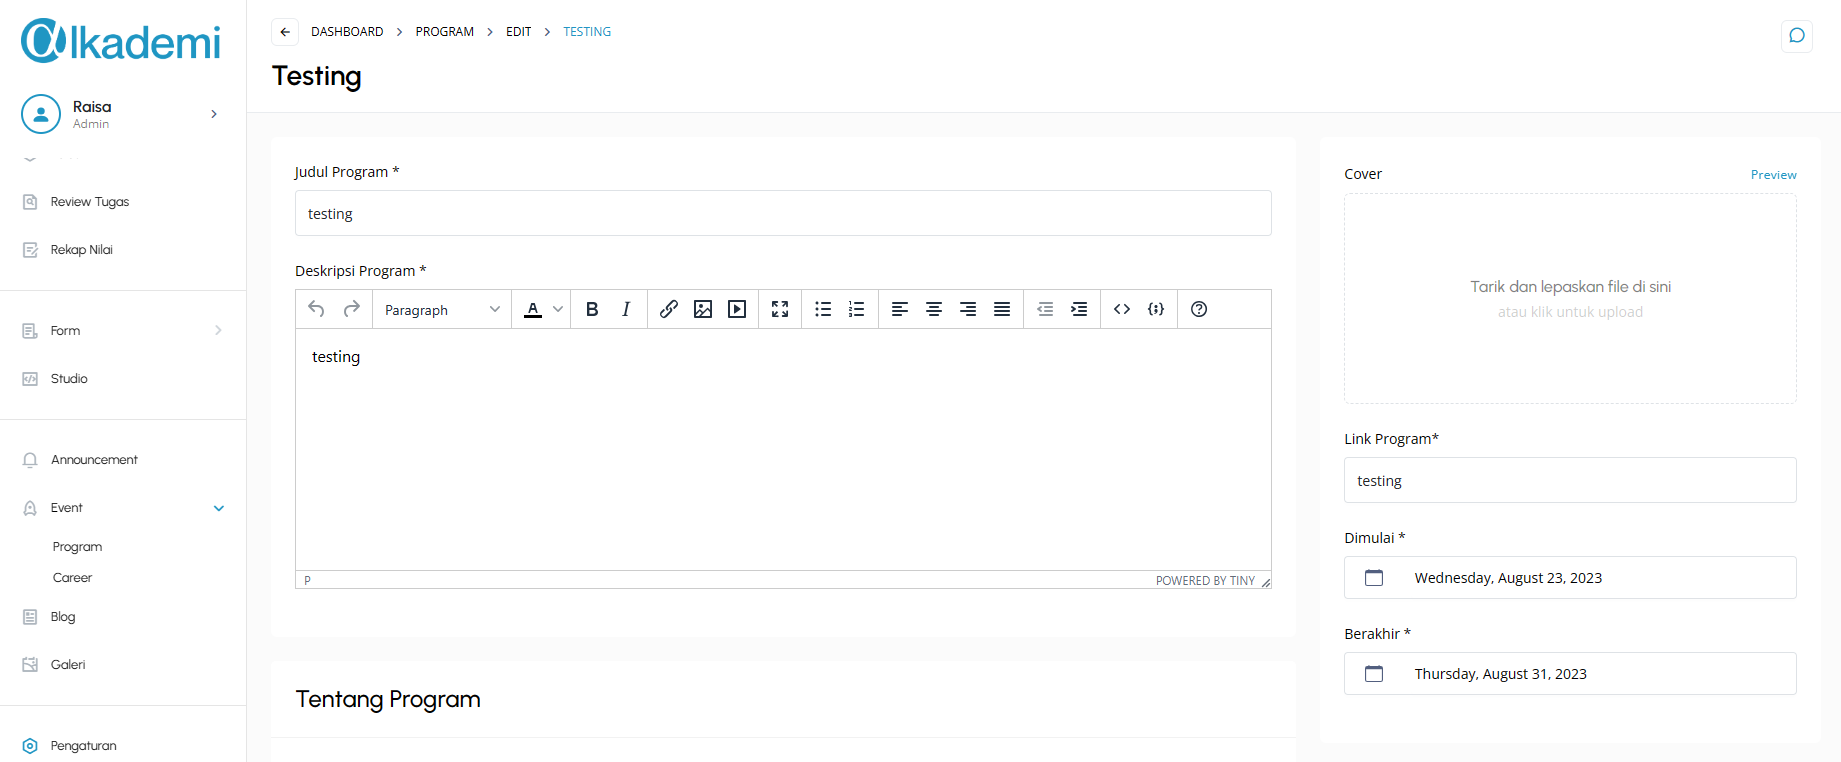 @lkademi
Raisa
Admin
Review Tugas
Rekap Nilai
Form
Studio
Announcement
Event
Program
Career
Blog
Galeri
Pengaturan
DASHBOARD > PROGRAM > EDIT > TESTING
Testing
Judul Program *
testing
Deskripsi Program *
Paragraph
testing
P
POWERED BY TINY
Tentang Program
Cover
Preview
Tarik dan lepaskan file di sini
atau klik untuk upload
Link Program*
testing
Dimulai *
Wednesday, August 23, 2023
Berakhir *
Thursday, August 31, 2023